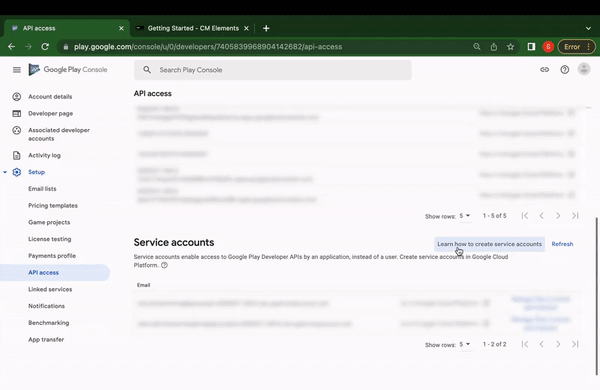 API access
Getting Started - CM Elements
play.google.com/console/u/0/developers/7405839968904142682/api-access
S
Error
Google Play Console
Search Play Console
Account details
Developer page
Associated developer
accounts
Activity log
Setup
Email lists
Pricing templates
Game projects
License testing
Payments profile
API access
Linked services
Notifications
Benchmarking
App transfer
API access
Show rows: 5
1 - 5 of 5
Service accounts
Learn how to create service accounts
Refresh
Service accounts enable access to Google Play Developer APIs by an application, instead of a user. Create service accounts in Google Cloud
Platform.
Email
Show rows: 5
1 - 2 of 2